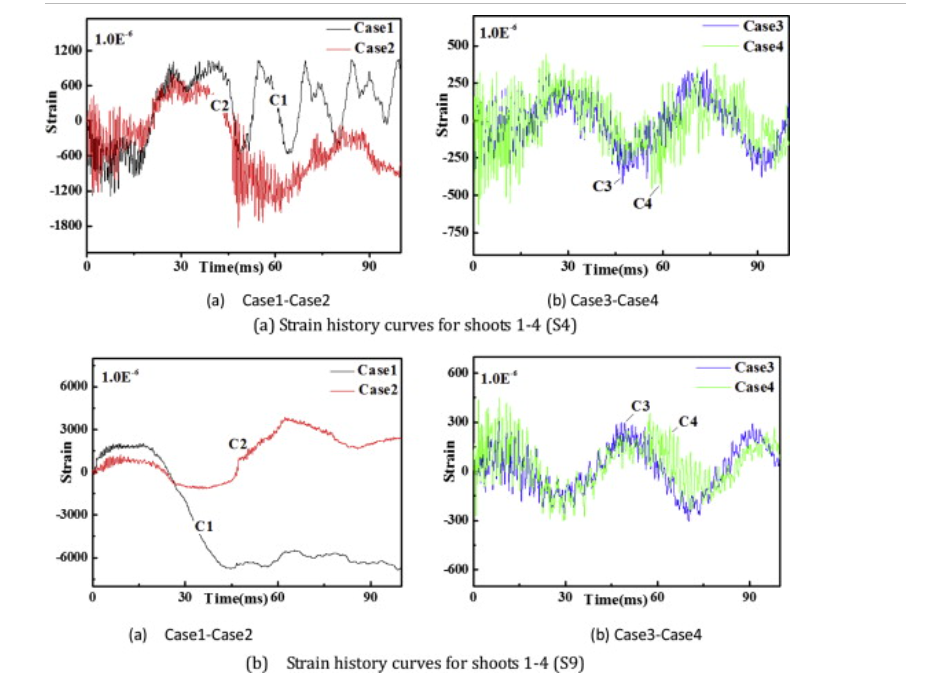 1.0E-6
Case1
Case2
1200
600
0
-600
-1200
-1800
Strain
C2
C1
0
30
Time(ms)
60
90
(a) Case1-Case2
1.0E-6
Case3
Case4
500
250
0
-250
-500
-750
Strain
C3
C4
0
30
Time(ms)
60
90
(b) Case3-Case4
(a) Strain history curves for shoots 1-4 (S4)
1.0E-6
Case1
Case2
6000
3000
0
-3000
-6000
Strain
C2
C1
0
30
Time(ms)
60
90
(a) Case1-Case2
1.0E-6
Case3
Case4
600
300
0
-300
-600
Strain
C3
C4
0
30
Time(ms)
60
90
(b) Case3-Case4
(b) Strain history curves for shoots 1-4 (S9)